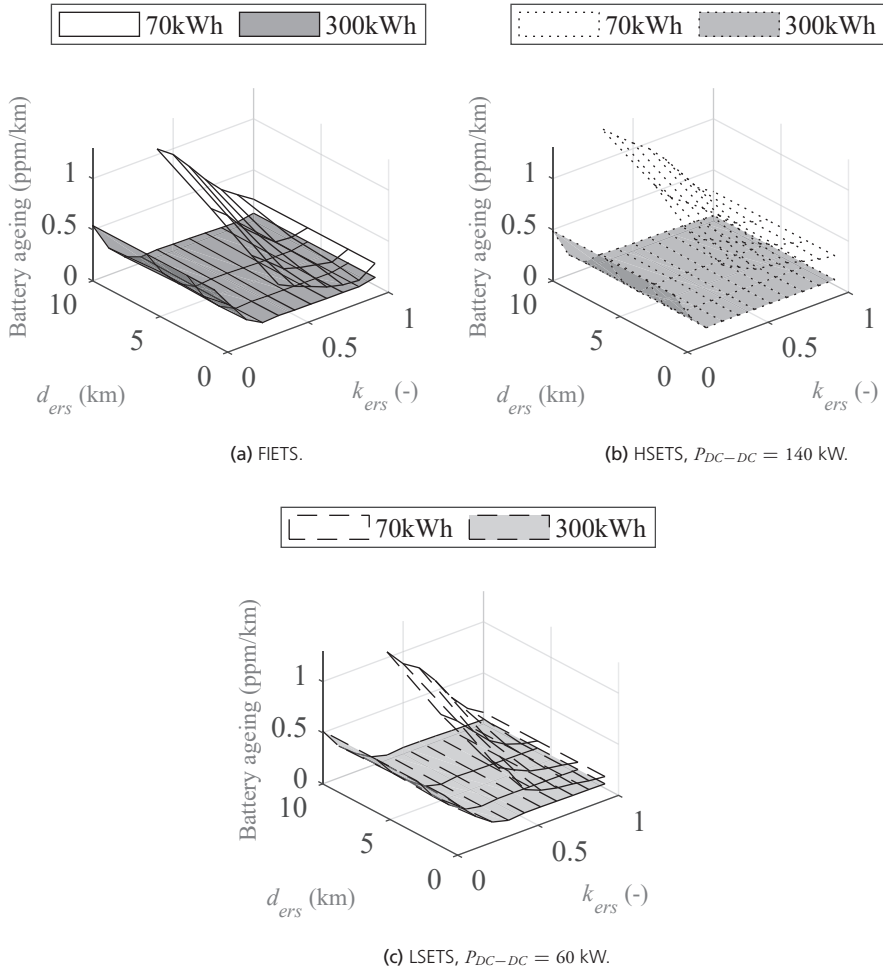 70kWh 300kWh
Battery ageing (ppm/km)
1
0.5
0
10
5
0
d_ers (km)
0
0.5
1
k_ers (-)
(a) FIETS.
70kWh 300kWh
Battery ageing (ppm/km)
1
0.5
0
10
5
0
d_ers (km)
0
0.5
1
k_ers (-)
(b) HSETS, P_DC−DC = 140 kW.
70kWh 300kWh
Battery ageing (ppm/km)
1
0.5
0
10
5
0
d_ers (km)
0
0.5
1
k_ers (-)
(c) LSETS, P_DC−DC = 60 kW.